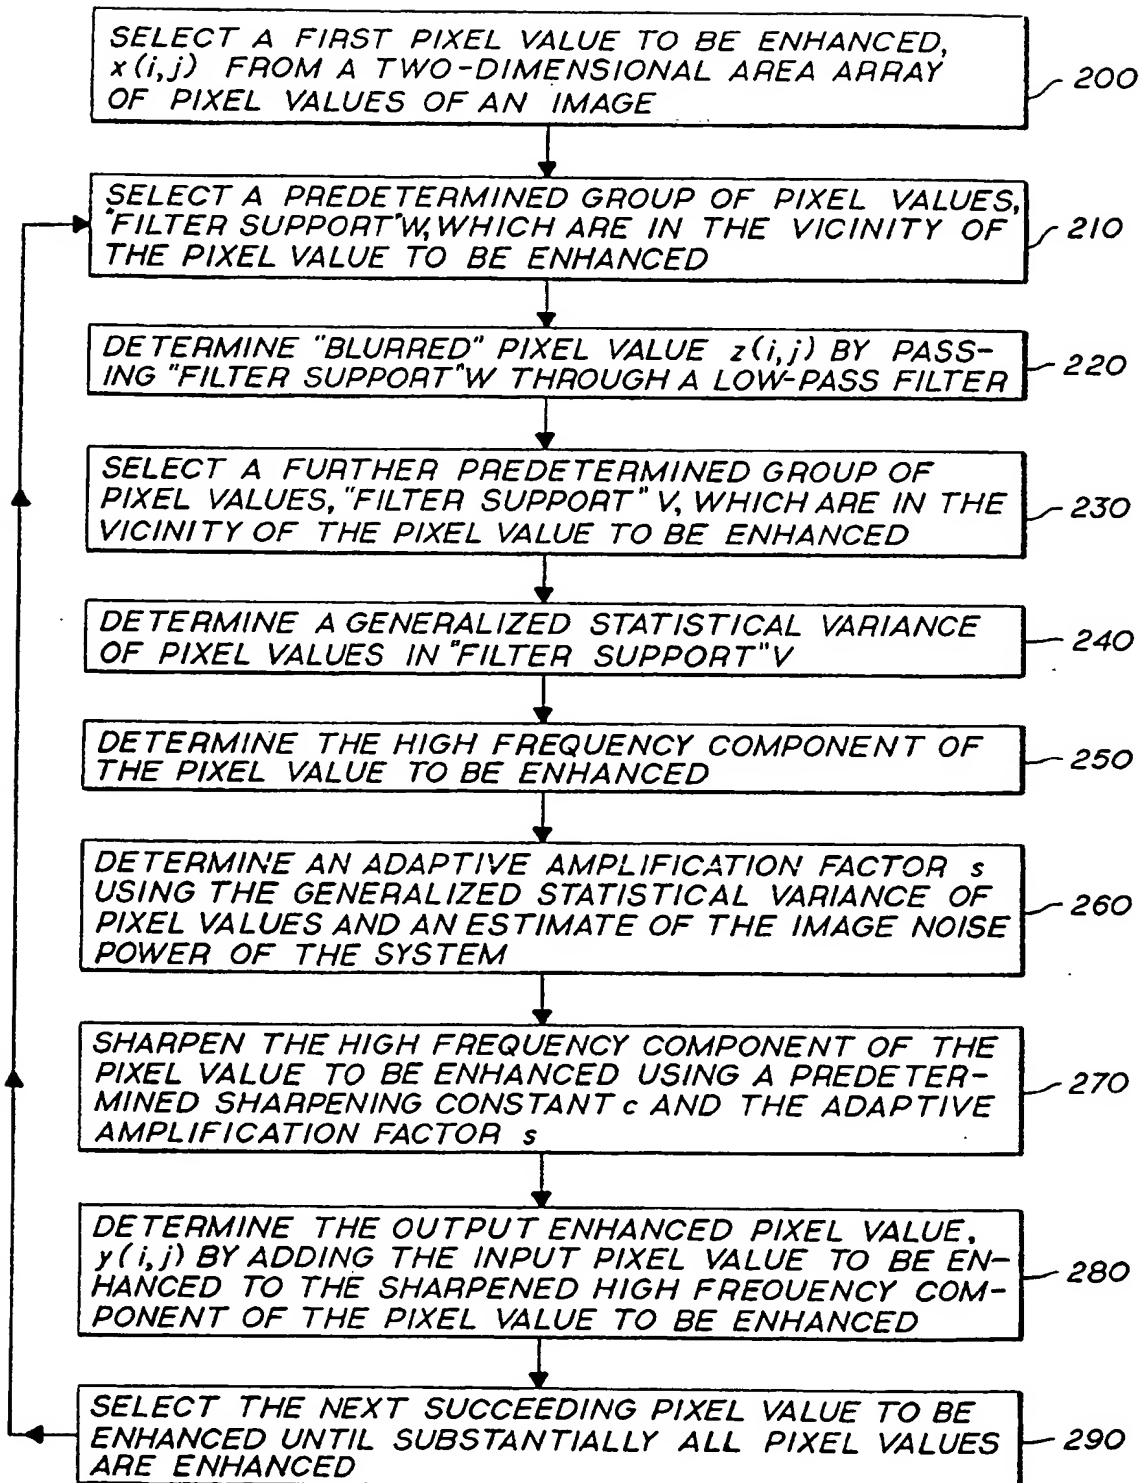 SELECT A FIRST PIXEL VALUE TO BE ENHANCED,
x(i,j) FROM A TWO-DIMENSIONAL AREA ARRAY
OF PIXEL VALUES OF AN IMAGE
200
SELECT A PREDETERMINED GROUP OF PIXEL VALUES,
"FILTER SUPPORT" W, WHICH ARE IN THE VICINITY OF
THE PIXEL VALUE TO BE ENHANCED
210
DETERMINE "BLURRED" PIXEL VALUE z(i,j) BY PASS-
ING "FILTER SUPPORT" W THROUGH A LOW-PASS FILTER
220
SELECT A FURTHER PREDETERMINED GROUP OF
PIXEL VALUES, "FILTER SUPPORT" V, WHICH ARE IN THE
VICINITY OF THE PIXEL VALUE TO BE ENHANCED
230
DETERMINE A GENERALIZED STATISTICAL VARIANCE
OF PIXEL VALUES IN "FILTER SUPPORT" V
240
DETERMINE THE HIGH FREQUENCY COMPONENT OF
THE PIXEL VALUE TO BE ENHANCED
250
DETERMINE AN ADAPTIVE AMPLIFICATION FACTOR s
USING THE GENERALIZED STATISTICAL VARIANCE OF
PIXEL VALUES AND AN ESTIMATE OF THE IMAGE NOISE
POWER OF THE SYSTEM
260
SHARPEN THE HIGH FREQUENCY COMPONENT OF THE
PIXEL VALUE TO BE ENHANCED USING A PREDETER-
MINED SHARPENING CONSTANT c AND THE ADAPTIVE
AMPLIFICATION FACTOR s
270
DETERMINE THE OUTPUT ENHANCED PIXEL VALUE,
y(i,j) BY ADDING THE INPUT PIXEL VALUE TO BE EN-
HANCED TO THE SHARPENED HIGH FREQUENCY COM-
PONENT OF THE PIXEL VALUE TO BE ENHANCED
280
SELECT THE NEXT SUCCEEDING PIXEL VALUE TO BE
ENHANCED UNTIL SUBSTANTIALLY ALL PIXEL VALUES
ARE ENHANCED
290